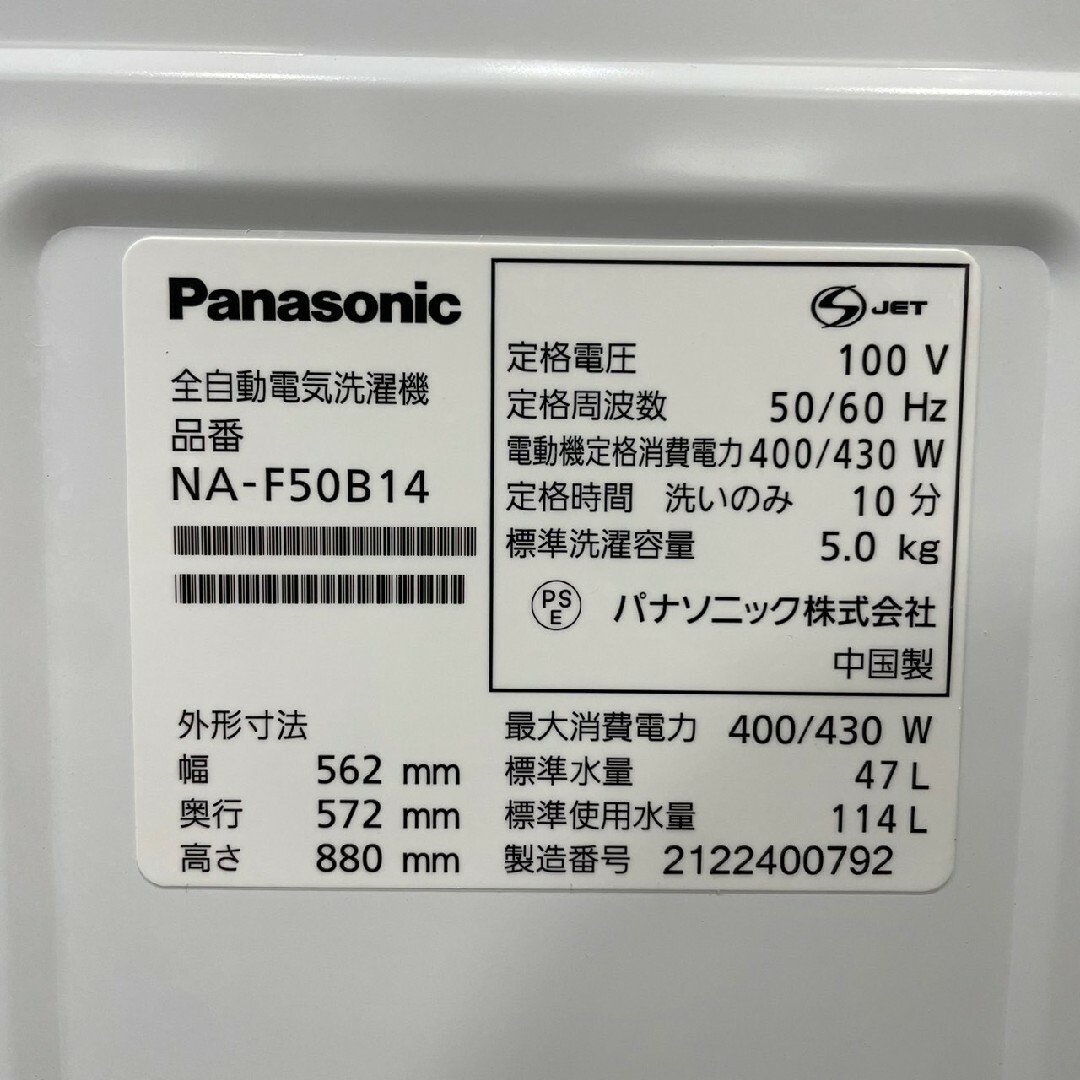 Panasonic
全自動電気洗濯機
品番
NA-F50B14
S JET
定格電圧 100 V
定格周波数 50/60 Hz
電動機定格消費電力 400/430 W
定格時間 洗いのみ 10 分
標準洗濯容量 5.0 kg
PS E パナソニック株式会社
中国製
外形寸法
幅 562 mm
奥行 572 mm
高さ 880 mm
最大消費電力 400/430 W
標準水量 47 L
標準使用水量 114 L
製造番号 2122400792